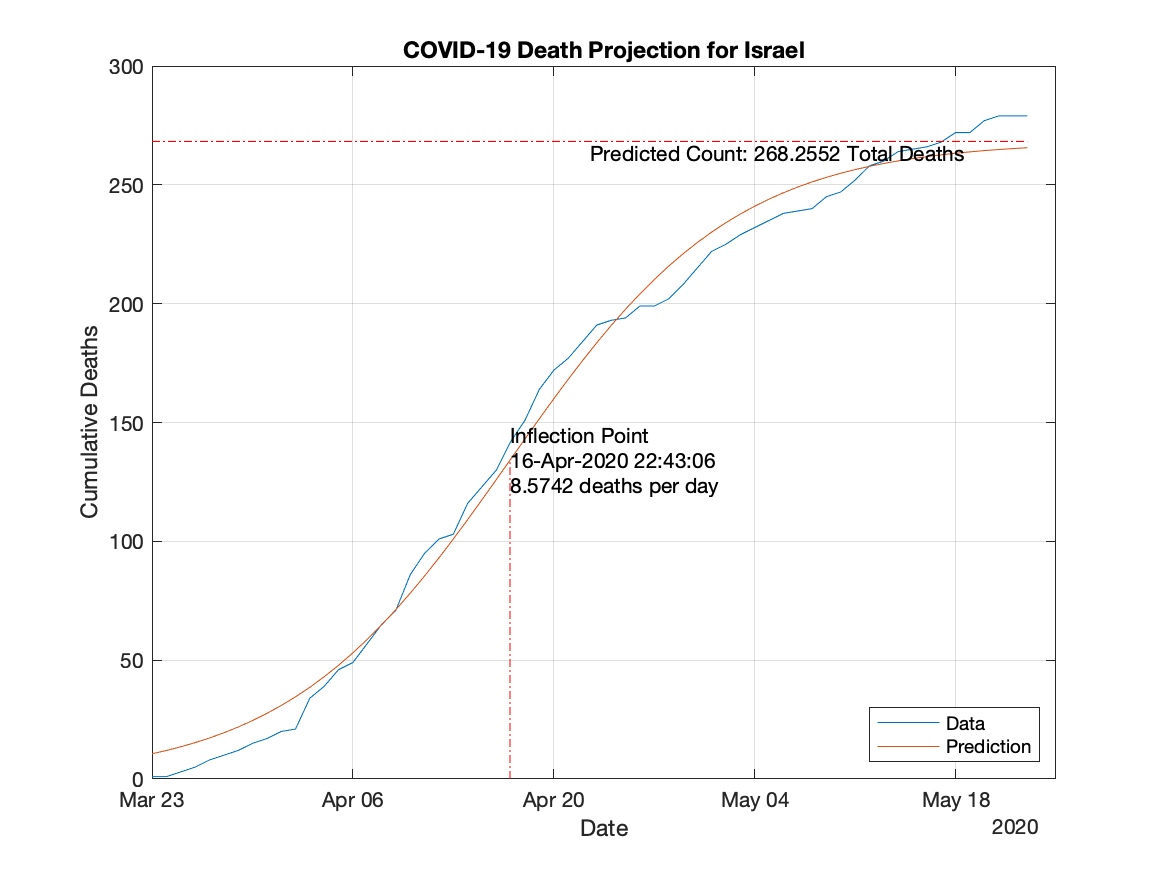 COVID-19 Death Projection for Israel
300
250
200
150
100
50
0
Cumulative Deaths
Predicted Count: 268.2552 Total Deaths
Inflection Point
16-Apr-2020 22:43:06
8.5742 deaths per day
Data
Prediction
Mar 23
Apr 06
Apr 20
May 04
May 18
Date
2020